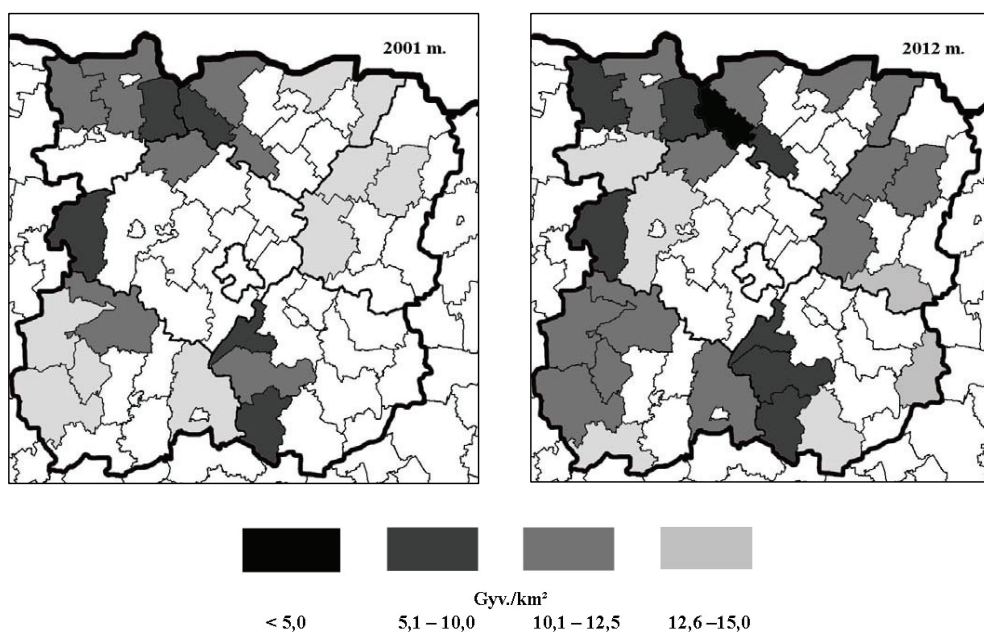 2001 m.
2012 m.
Gyv./km²
< 5,0 5,1 – 10,0 10,1 – 12,5 12,6 –15,0